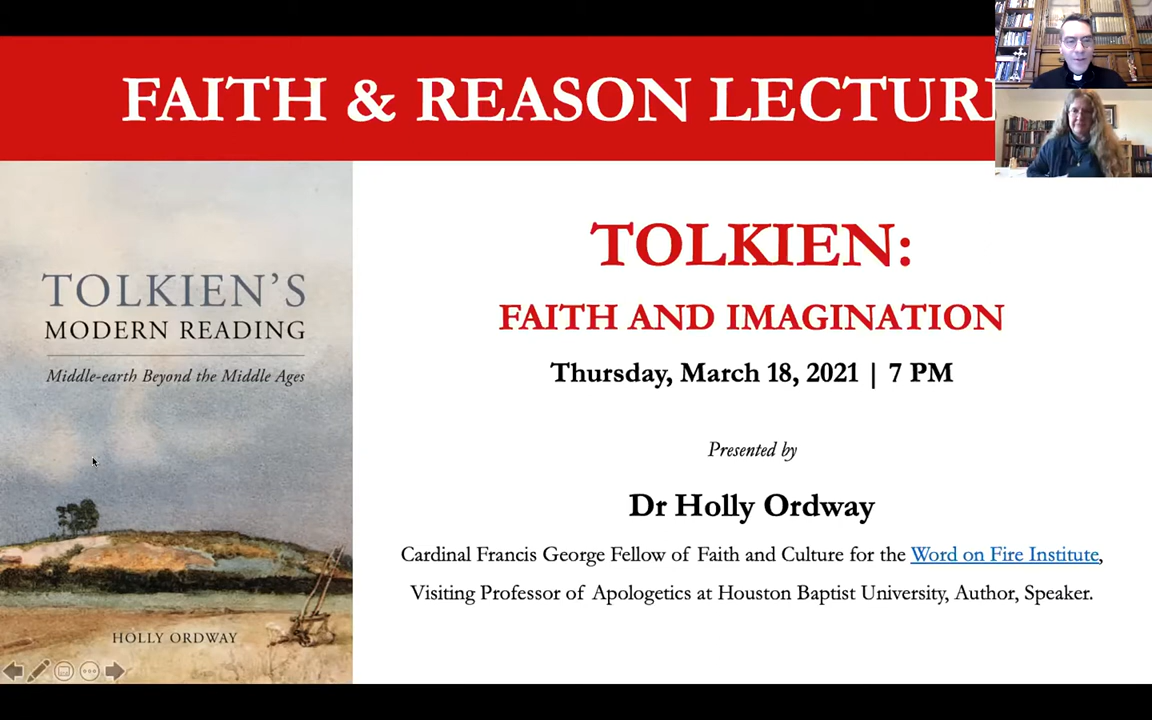 FAITH & REASON LECTUR
TOLKIEN'S
MODERN READING
Middle-earth Beyond the Middle Ages
HOLLY ORDWAY
TOLKIEN:
FAITH AND IMAGINATION
Thursday, March 18, 2021 | 7 PM
Presented by
Dr Holly Ordway
Cardinal Francis George Fellow of Faith and Culture for the Word on Fire Institute,
Visiting Professor of Apologetics at Houston Baptist University, Author, Speaker.